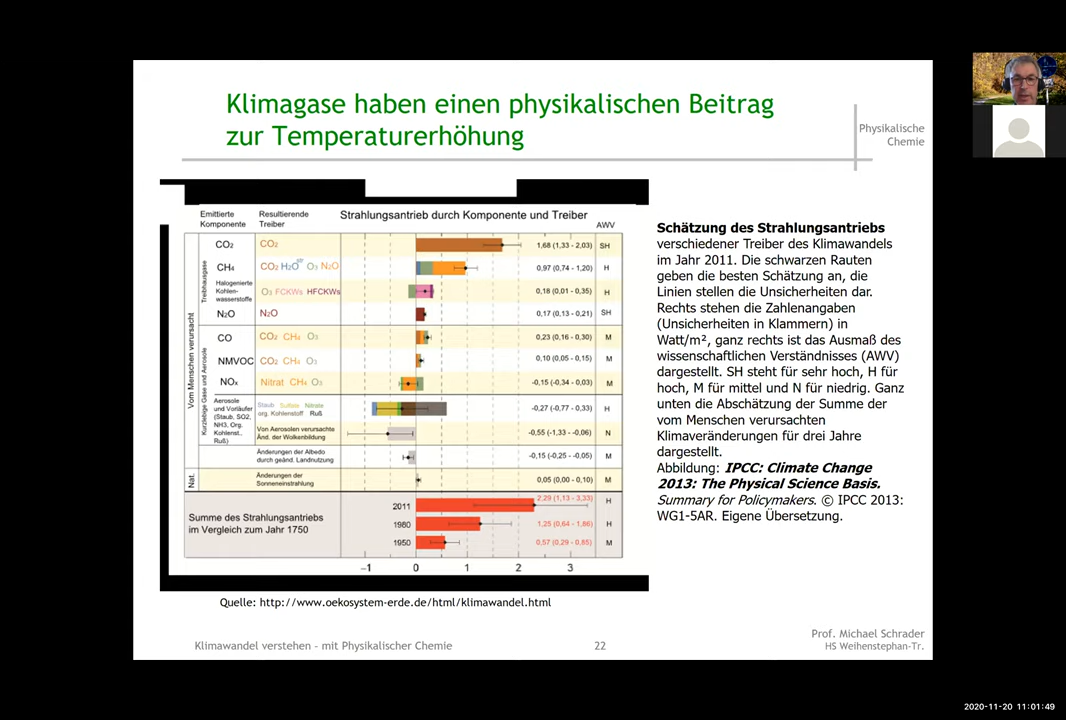 Klimagase haben einen physikalischen Beitrag
zur Temperaturerhöhung
Physikalische
Chemie
Emittierte
Komponente
Resultierende
Treiber
Strahlungsantrieb durch Komponente und Treiber
AWV
Vom Menschen verursacht
Treibhausgase
CO₂
CO₂
1,68 (1,33 - 2,03)
SH
CH₄
CO₂ H₂O O₃ N₂O
0,97 (0,74 - 1,20)
H
Halogenierte
Kohlen-
wasserstoffe
O₃ FCKWs HFCKWs
0,18 (0,01 - 0,35)
H
N₂O
N₂O
0,17 (0,13 - 0,21)
SH
Kurzlebige Gase und Aerosole
CO
CO₂ CH₄ O₃
0,23 (0,16 - 0,30)
M
NMVOC
CO₂ CH₄ O₃
0,10 (0,05 - 0,15)
M
NOₓ
Nitrat CH₄ O₃
-0,15 (-0,34 - 0,03)
M
Aerosole
und Vorläufer
(Staub, SO2,
NH3, Org.
Kohlenst.,
Ruß)
Staub Sulfate Nitrate
org. Kohlenstoff Ruß
-0,27 (-0,77 - 0,33)
H
Von Aerosolen verursachte
Änd. der Wolkenbildung
-0,55 (-1,33 - -0,06)
N
Änderungen der Albedo
durch geänd. Landnutzung
-0,15 (-0,25 - -0,05)
M
Nat.
Änderungen der
Sonneneinstrahlung
0,05 (0,00 - 0,10)
M
Summe des Strahlungsantriebs
im Vergleich zum Jahr 1750
2011
2,29 (1,13 - 3,33)
H
1980
1,25 (0,64 - 1,86)
H
1950
0,57 (0,29 - 0,85)
M
−1 0 1 2 3
Schätzung des Strahlungsantriebs
verschiedener Treiber des Klimawandels
im Jahr 2011. Die schwarzen Rauten
geben die besten Schätzung an, die
Linien stellen die Unsicherheiten dar.
Rechts stehen die Zahlenangaben
(Unsicherheiten in Klammern) in
Watt/m², ganz rechts ist das Ausmaß des
wissenschaftlichen Verständnisses (AWV)
dargestellt. SH steht für sehr hoch, H für
hoch, M für mittel und N für niedrig. Ganz
unten die Abschätzung der Summe der
vom Menschen verursachten
Klimaveränderungen für drei Jahre
dargestellt.
Abbildung: IPCC: Climate Change
2013: The Physical Science Basis.
Summary for Policymakers. © IPCC 2013:
WG1-5AR. Eigene Übersetzung.
Quelle: http://www.oekosystem-erde.de/html/klimawandel.html
Klimawandel verstehen – mit Physikalischer Chemie
22
Prof. Michael Schrader
HS Weihenstephan-Tr.
2020-11-20 11:01:49